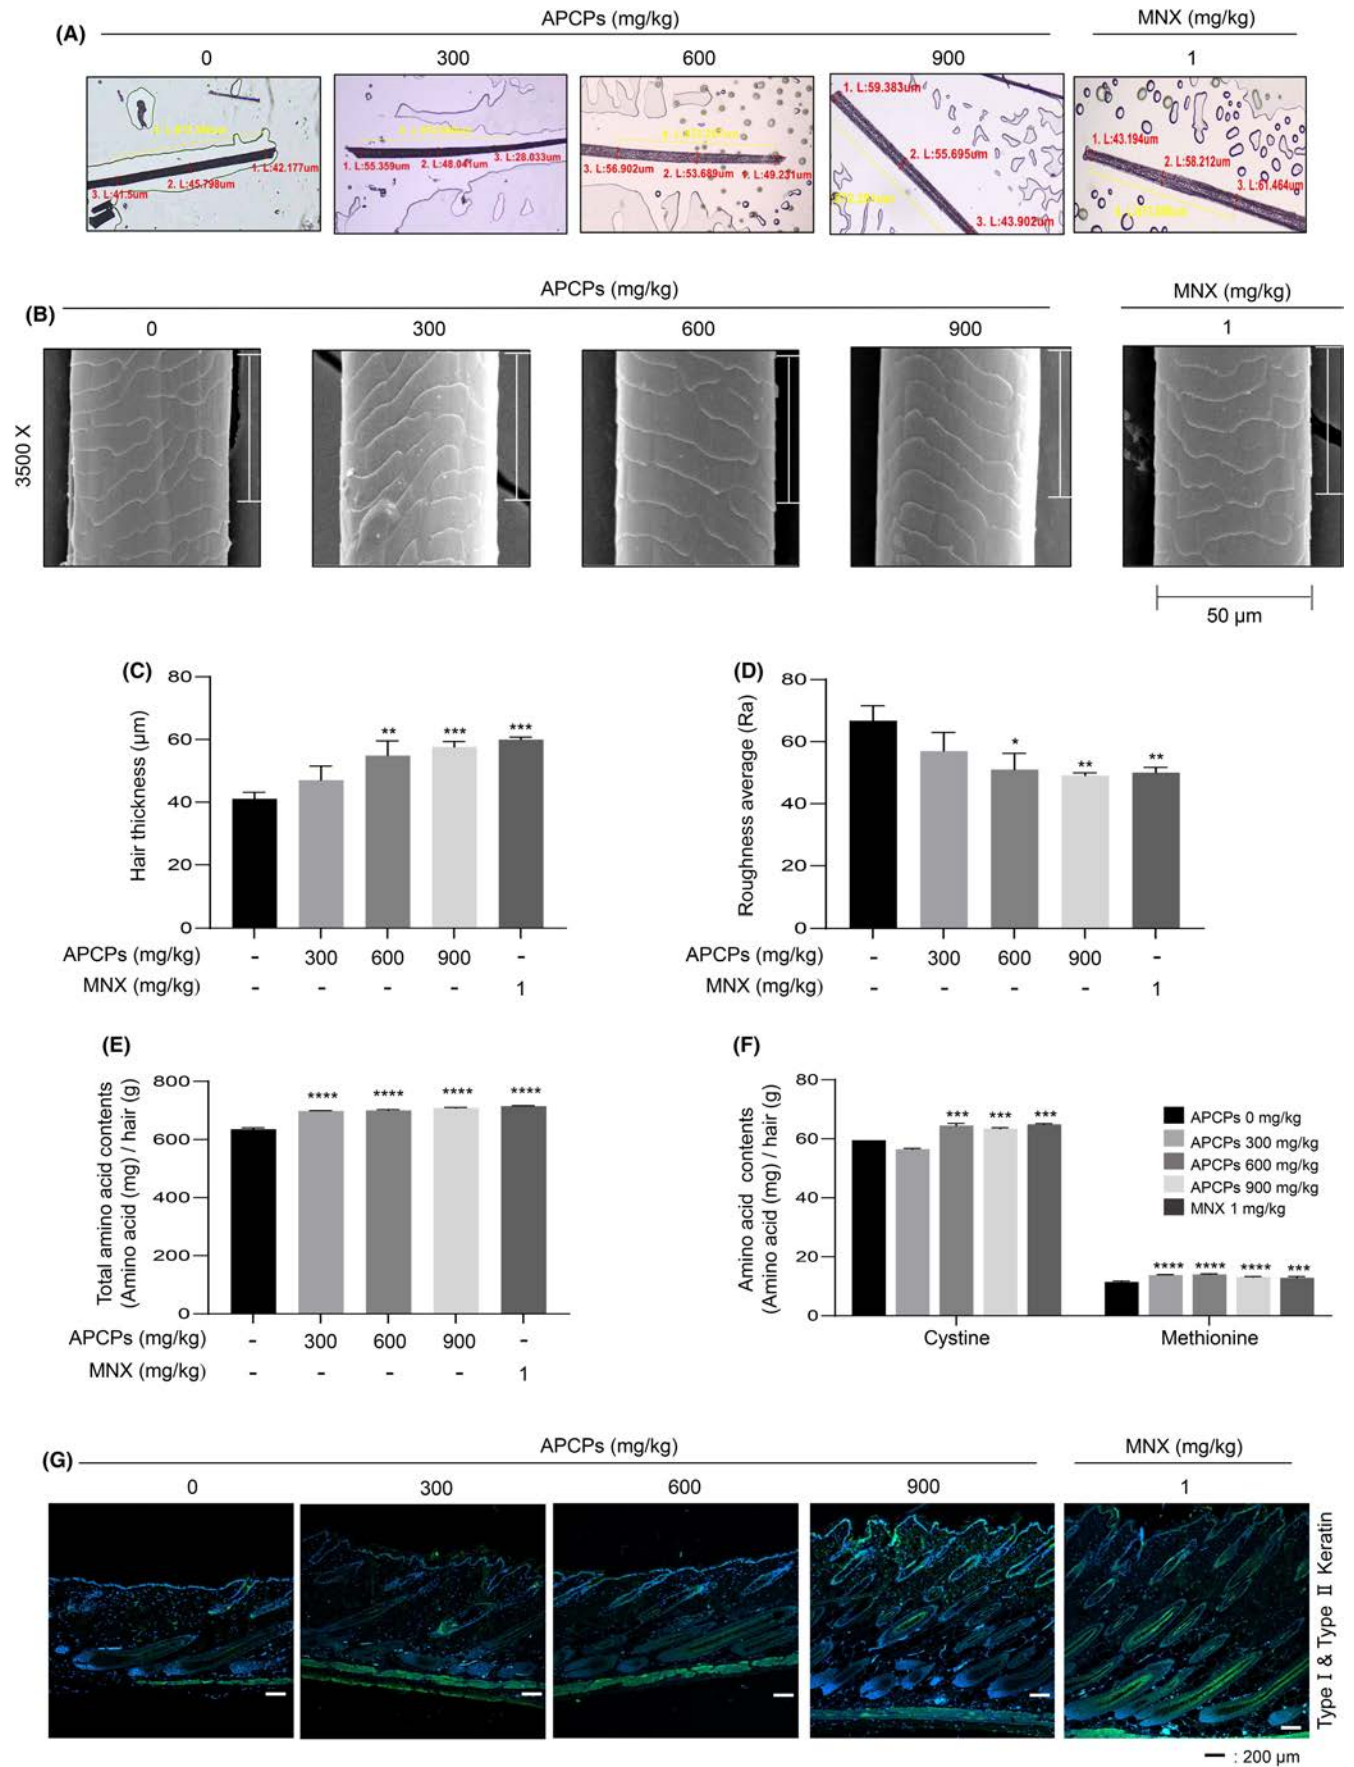 (A)
APCPs (mg/kg)
MNX (mg/kg)
0 300 600 900 1
1. L:42.177um
2. L:45.798um
3. L:41.5um
1. L:55.359um
2. L:48.041um
3. L:28.033um
3. L:56.902um
2. L:53.689um
1. L:49.231um
1. L:59.383um
2. L:55.695um
3. L:43.902um
1. L:43.194um
2. L:58.212um
3. L:61.464um
(B)
APCPs (mg/kg)
MNX (mg/kg)
0 300 600 900 1
3500 X
50 µm
(C)
Hair thickness (µm)
80
60
40
20
0
** *** ***
APCPs (mg/kg) - 300 600 900 -
MNX (mg/kg) - - - - 1
(D)
Roughness average (Ra)
80
60
40
20
0
* ** **
APCPs (mg/kg) - 300 600 900 -
MNX (mg/kg) - - - - 1
(E)
Total amino acid contents
(Amino acid (mg) / hair (g)
800
600
400
200
0
**** **** **** ****
APCPs (mg/kg) - 300 600 900 -
MNX (mg/kg) - - - - 1
(F)
Amino acid contents
(Amino acid (mg) / hair (g)
80
60
40
20
0
*** *** ***
**** **** **** ***
Cystine Methionine
APCPs 0 mg/kg
APCPs 300 mg/kg
APCPs 600 mg/kg
APCPs 900 mg/kg
MNX 1 mg/kg
(G)
APCPs (mg/kg)
MNX (mg/kg)
0 300 600 900 1
Type I & Type II Keratin
: 200 µm